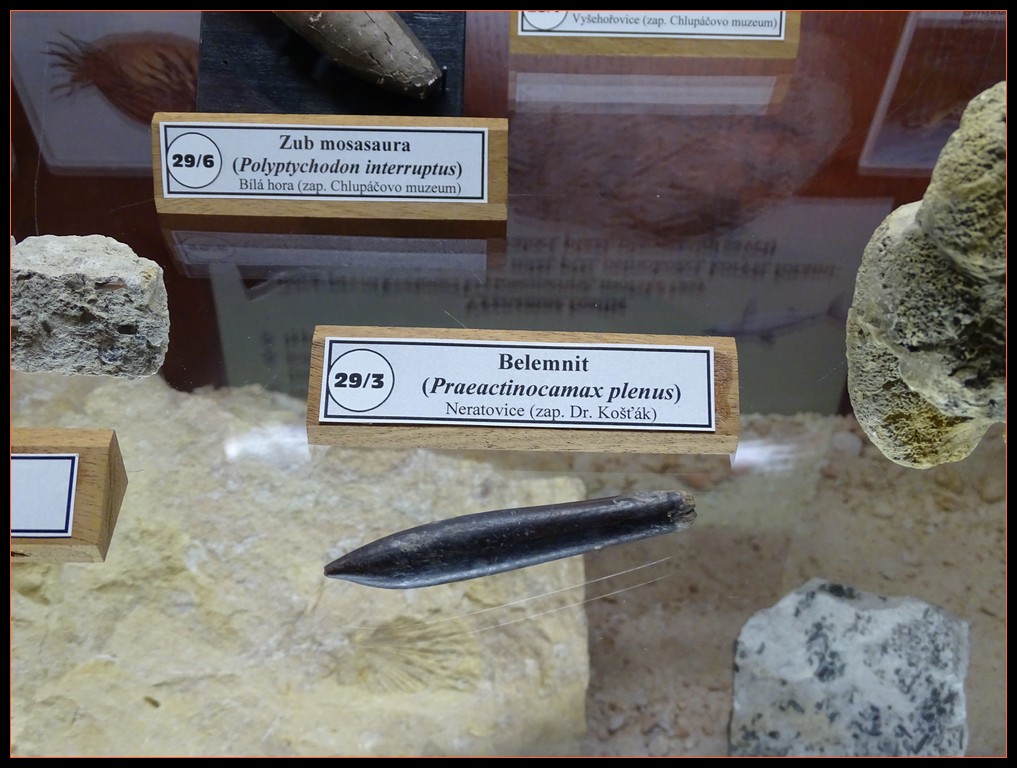 Vyšehořovice (zap. Chlupáčovo muzeum)
29/6
Zub mosasaura
(Polyptychodon interruptus)
Bílá hora (zap. Chlupáčovo muzeum)
29/3
Belemnit
(Praeactinocamax plenus)
Neratovice (zap. Dr. Košťák)